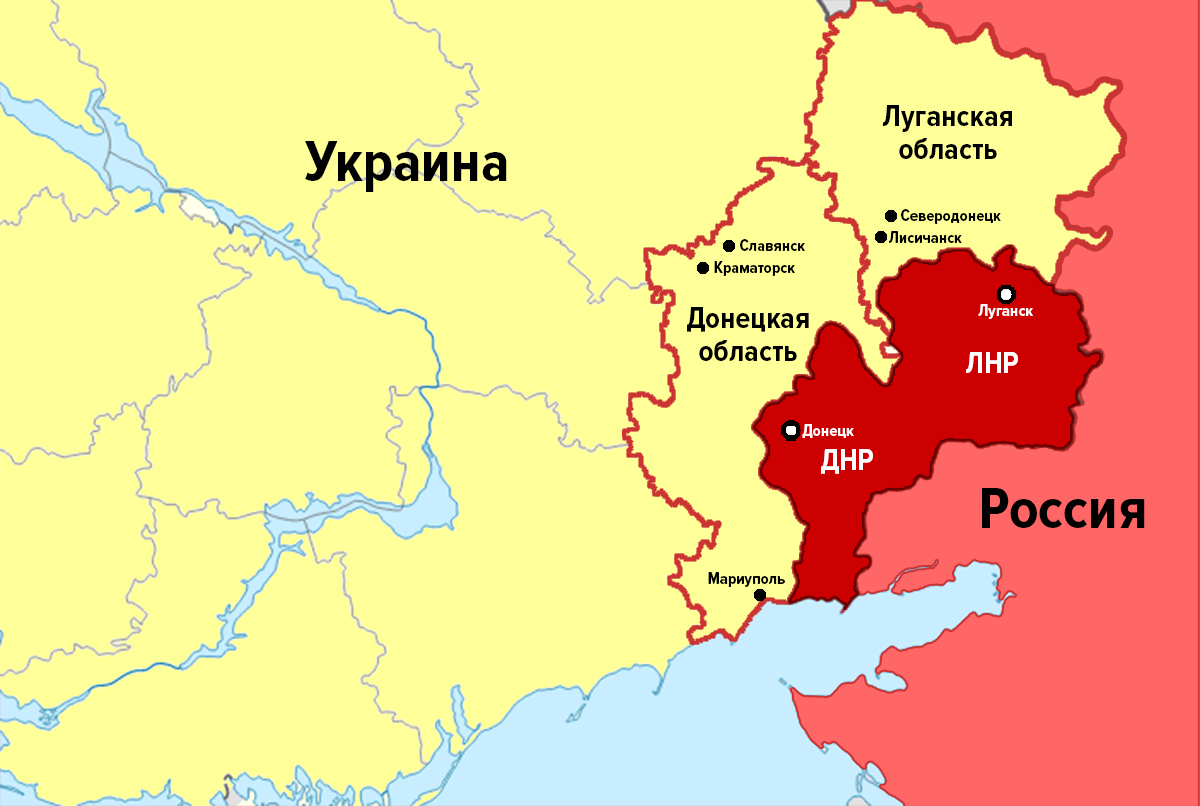 Украина
Луганская
область
Северодонецк
Лисичанск
Славянск
Краматорск
Луганск
Донецкая
область
ЛНР
Донецк
ДНР
Россия
Мариуполь